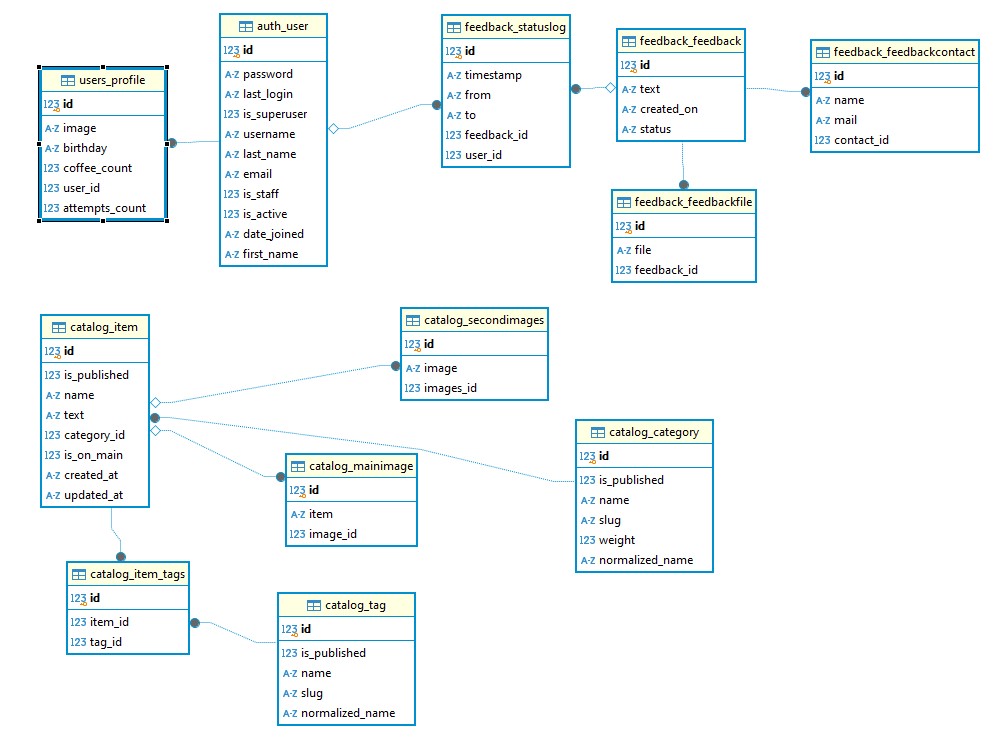 users_profile
123 id
A-Z image
A-Z birthday
123 coffee_count
123 user_id
123 attempts_count
auth_user
123 id
A-Z password
A-Z last_login
123 is_superuser
A-Z username
A-Z last_name
A-Z email
123 is_staff
123 is_active
A-Z date_joined
A-Z first_name
feedback_statuslog
123 id
A-Z timestamp
A-Z from
A-Z to
123 feedback_id
123 user_id
feedback_feedback
123 id
A-Z text
A-Z created_on
A-Z status
feedback_feedbackcontact
123 id
A-Z name
A-Z mail
123 contact_id
feedback_feedbackfile
123 id
A-Z file
123 feedback_id
catalog_item
123 id
123 is_published
A-Z name
A-Z text
123 category_id
123 is_on_main
A-Z created_at
A-Z updated_at
catalog_secondimages
123 id
A-Z image
123 images_id
catalog_mainimage
123 id
A-Z item
123 image_id
catalog_category
123 id
123 is_published
A-Z name
A-Z slug
123 weight
A-Z normalized_name
catalog_item_tags
123 id
123 item_id
123 tag_id
catalog_tag
123 id
123 is_published
A-Z name
A-Z slug
A-Z normalized_name